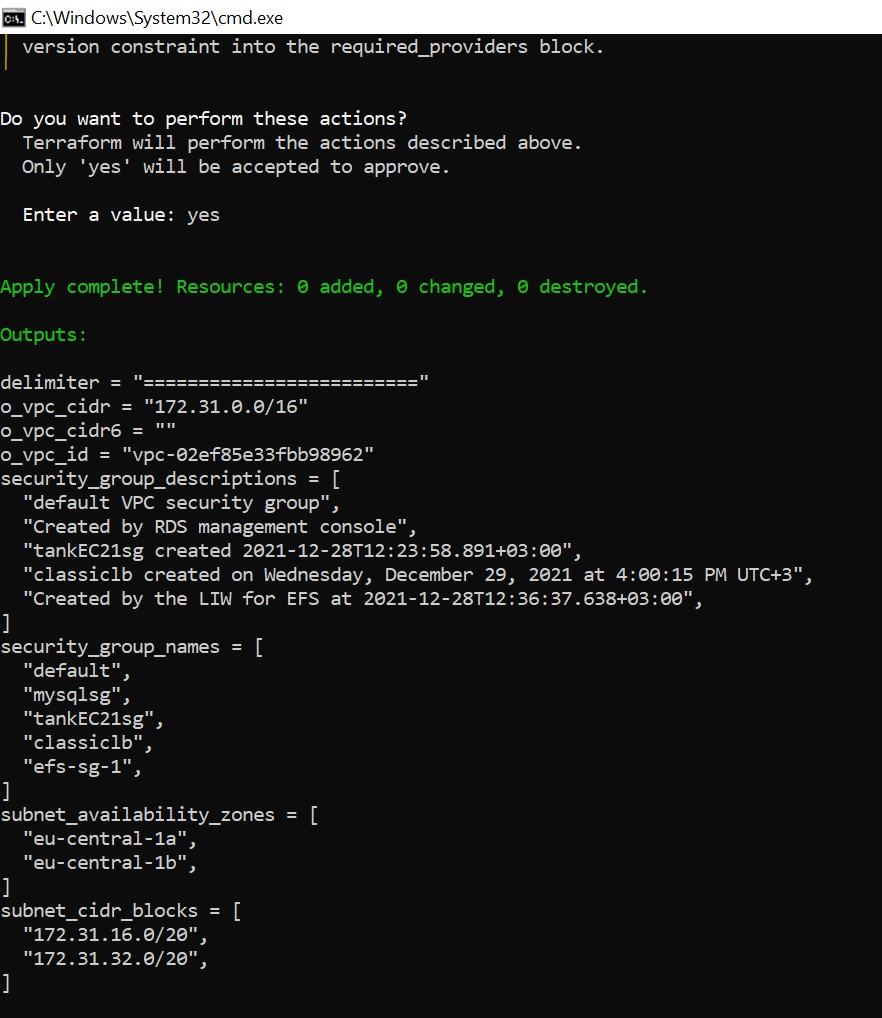 C:\Windows\System32\cmd.exe
version constraint into the required_providers block.
Do you want to perform these actions?
Terraform will perform the actions described above.
Only 'yes' will be accepted to approve.
Enter a value: yes
Apply complete! Resources: 0 added, 0 changed, 0 destroyed.
Outputs:
delimiter = "========================="
o_vpc_cidr = "172.31.0.0/16"
o_vpc_cidr6 = ""
o_vpc_id = "vpc-02ef85e33fbb98962"
security_group_descriptions = [
"default VPC security group",
"Created by RDS management console",
"tankEC21sg created 2021-12-28T12:23:58.891+03:00",
"classiclb created on Wednesday, December 29, 2021 at 4:00:15 PM UTC+3",
"Created by the LIW for EFS at 2021-12-28T12:36:37.638+03:00",
]
security_group_names = [
"default",
"mysqlsg",
"tankEC21sg",
"classiclb",
"efs-sg-1",
]
subnet_availability_zones = [
"eu-central-1a",
"eu-central-1b",
]
subnet_cidr_blocks = [
"172.31.16.0/20",
"172.31.32.0/20",
]